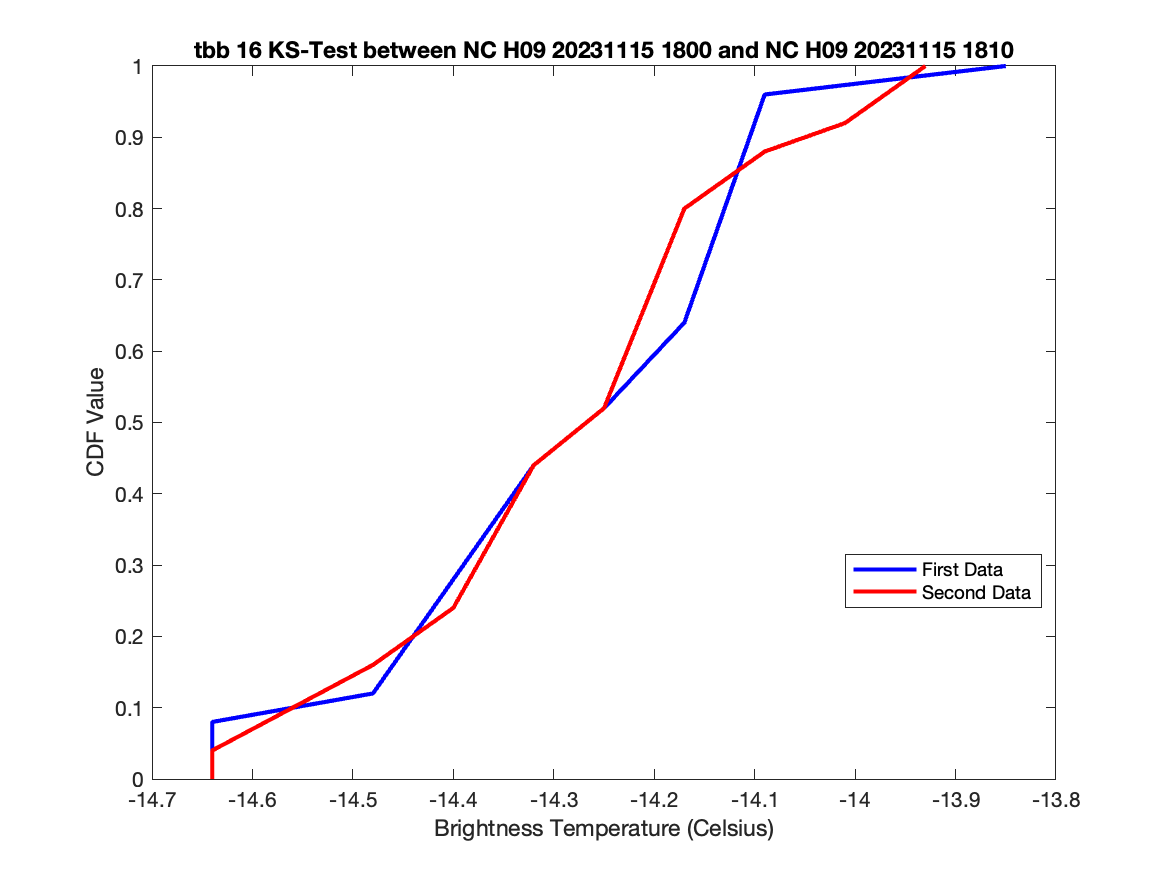 tbb 16 KS-Test between NC H09 20231115 1800 and NC H09 20231115 1810
1
0.9
0.8
0.7
0.6
0.5
0.4
0.3
0.2
0.1
0
CDF Value
First Data
Second Data
-14.7 -14.6 -14.5 -14.4 -14.3 -14.2 -14.1 -14 -13.9 -13.8
Brightness Temperature (Celsius)